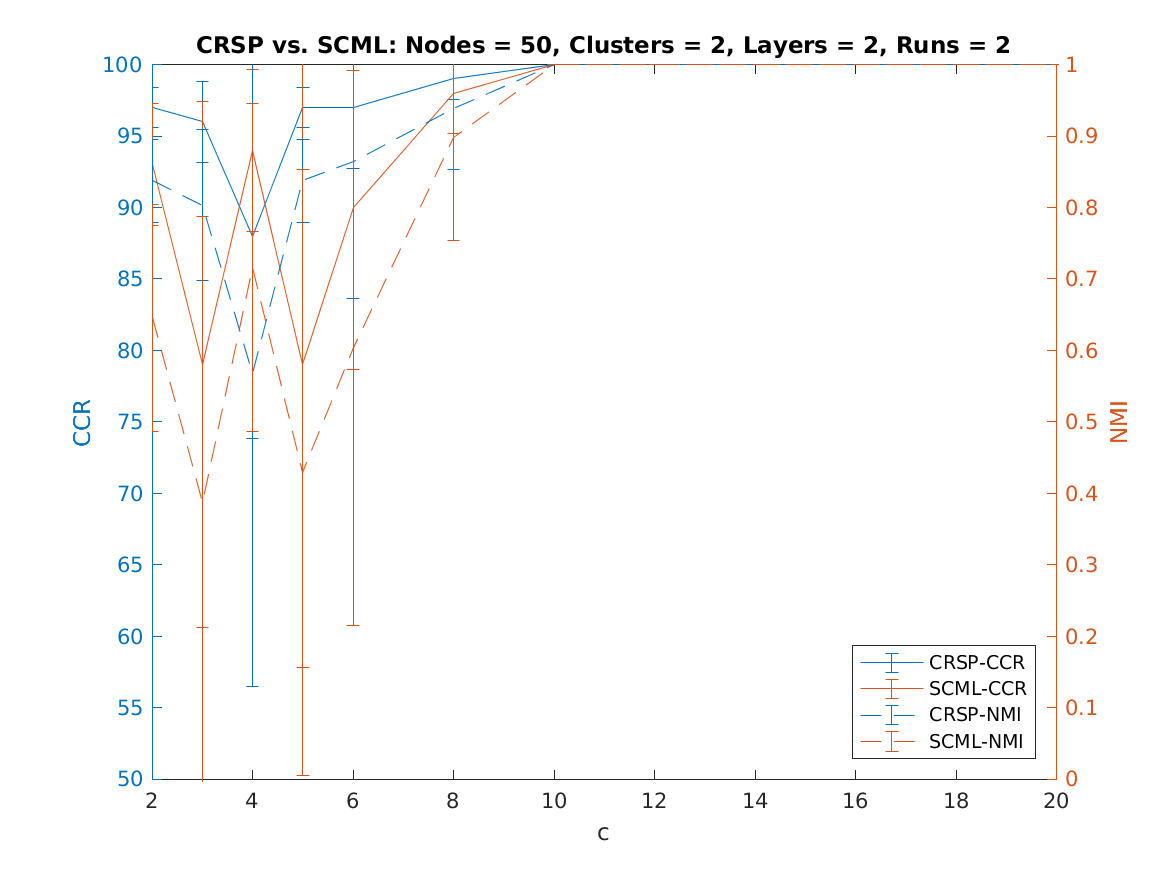 CRSP vs. SCML: Nodes = 50, Clusters = 2, Layers = 2, Runs = 2
100
95
90
85
80
75
70
65
60
55
50
CCR
1
0.9
0.8
0.7
0.6
0.5
0.4
0.3
0.2
0.1
0
NMI
CRSP-CCR
SCML-CCR
CRSP-NMI
SCML-NMI
2 4 6 8 10 12 14 16 18 20
c